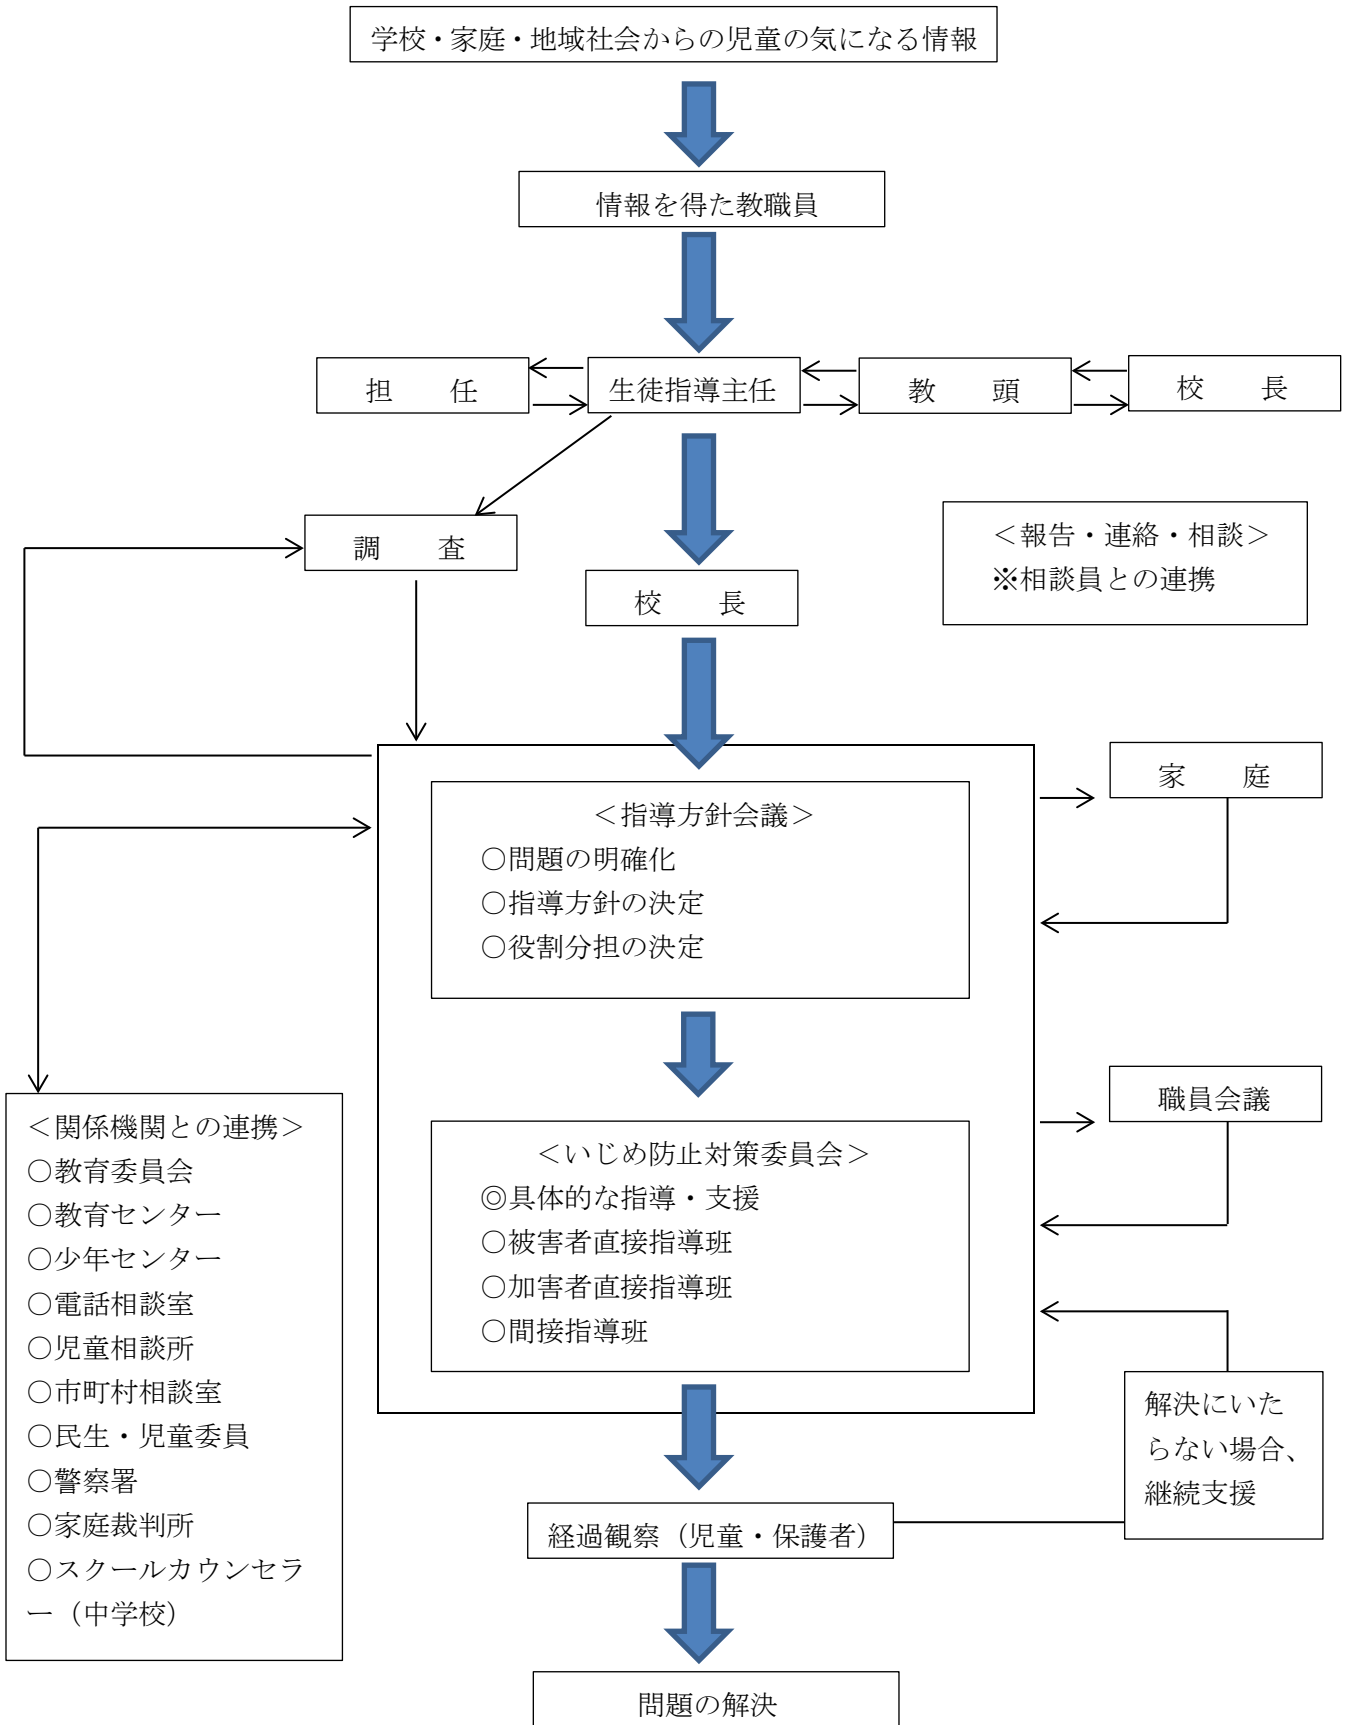 学校・家庭・地域社会からの児童の気になる情報
情報を得た教職員
担　　任
生徒指導主任
教　　頭
校　　長
調　　査
＜報告・連絡・相談＞
※相談員との連携
校　　長
家　　庭
＜指導方針会議＞
○問題の明確化
○指導方針の決定
○役割分担の決定
職員会議
＜関係機関との連携＞
○教育委員会
○教育センター
○少年センター
○電話相談室
○児童相談所
○市町村相談室
○民生・児童委員
○警察署
○家庭裁判所
○スクールカウンセラ
ー（中学校）
＜いじめ防止対策委員会＞
◎具体的な指導・支援
○被害者直接指導班
○加害者直接指導班
○間接指導班
解決にいた
らない場合、
継続支援
経過観察（児童・保護者）
問題の解決